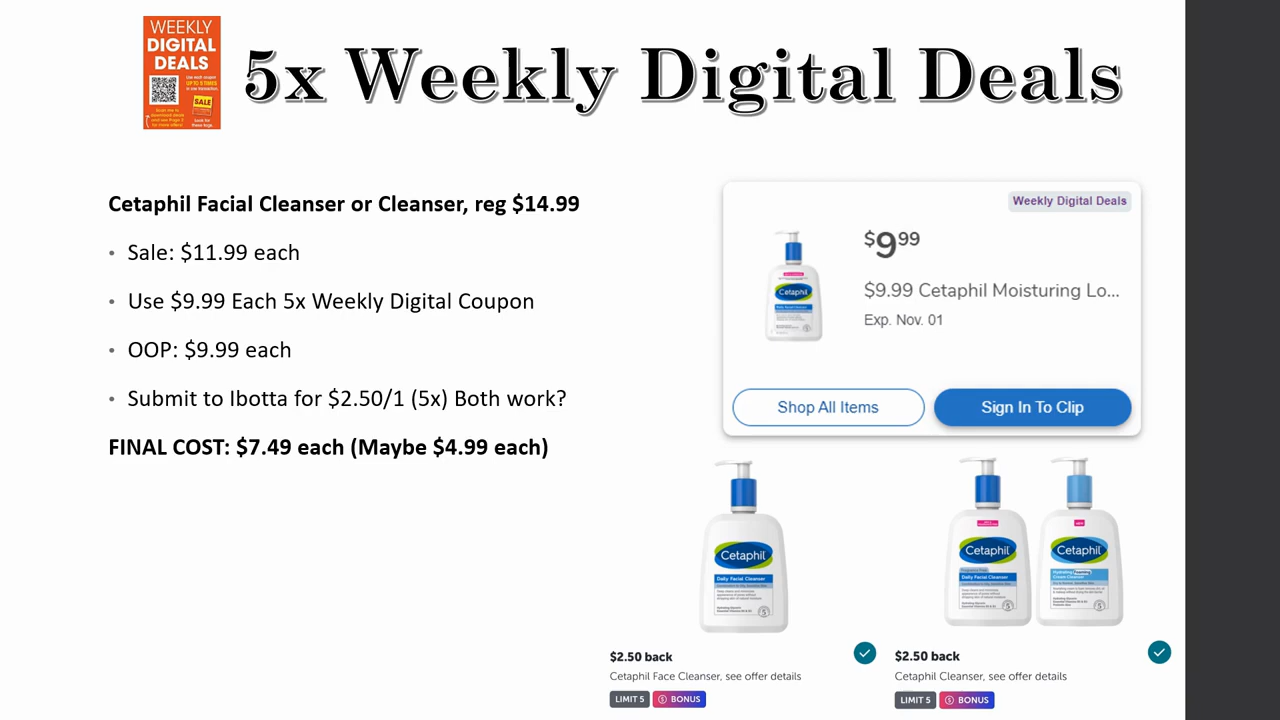 WEEKLY
DIGITAL
DEALS
SALE
5x Weekly Digital Deals
Cetaphil Facial Cleanser or Cleanser, reg $14.99
• Sale: $11.99 each
• Use $9.99 Each 5x Weekly Digital Coupon
• OOP: $9.99 each
• Submit to Ibotta for $2.50/1 (5x) Both work?
FINAL COST: $7.49 each (Maybe $4.99 each)
Weekly Digital Deals
$9.99
$9.99 Cetaphil Moisturing Lo...
Exp. Nov. 01
Cetaphil
Shop All Items
Sign In To Clip
Cetaphil
Daily Facial Cleanser
Cetaphil
Daily Facial Cleanser
Cetaphil
$2.50 back
Cetaphil Face Cleanser, see offer details
LIMIT 5
BONUS
$2.50 back
Cetaphil Cleanser, see offer details
LIMIT 5
BONUS